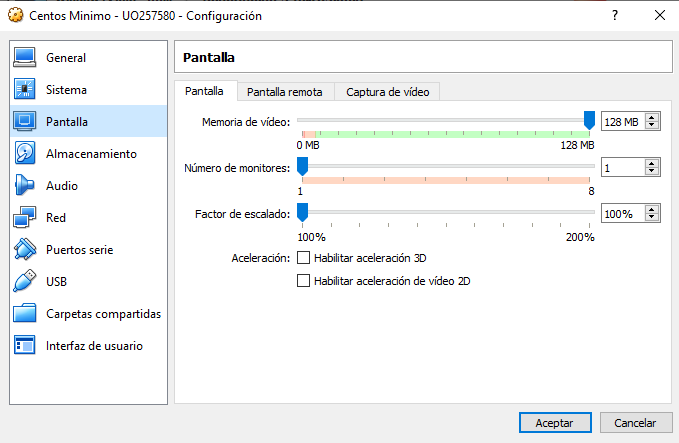 Centos Minimo - UO257580 - Configuración
General
Sistema
Pantalla
Almacenamiento
Audio
Red
Puertos serie
USB
Carpetas compartidas
Interfaz de usuario
Pantalla
Pantalla Pantalla remota Captura de vídeo
Memoria de vídeo: 128 MB
0 MB 128 MB
Número de monitores: 1
1 8
Factor de escalado: 100%
100% 200%
Aceleración: Habilitar aceleración 3D
Habilitar aceleración de vídeo 2D
Aceptar Cancelar